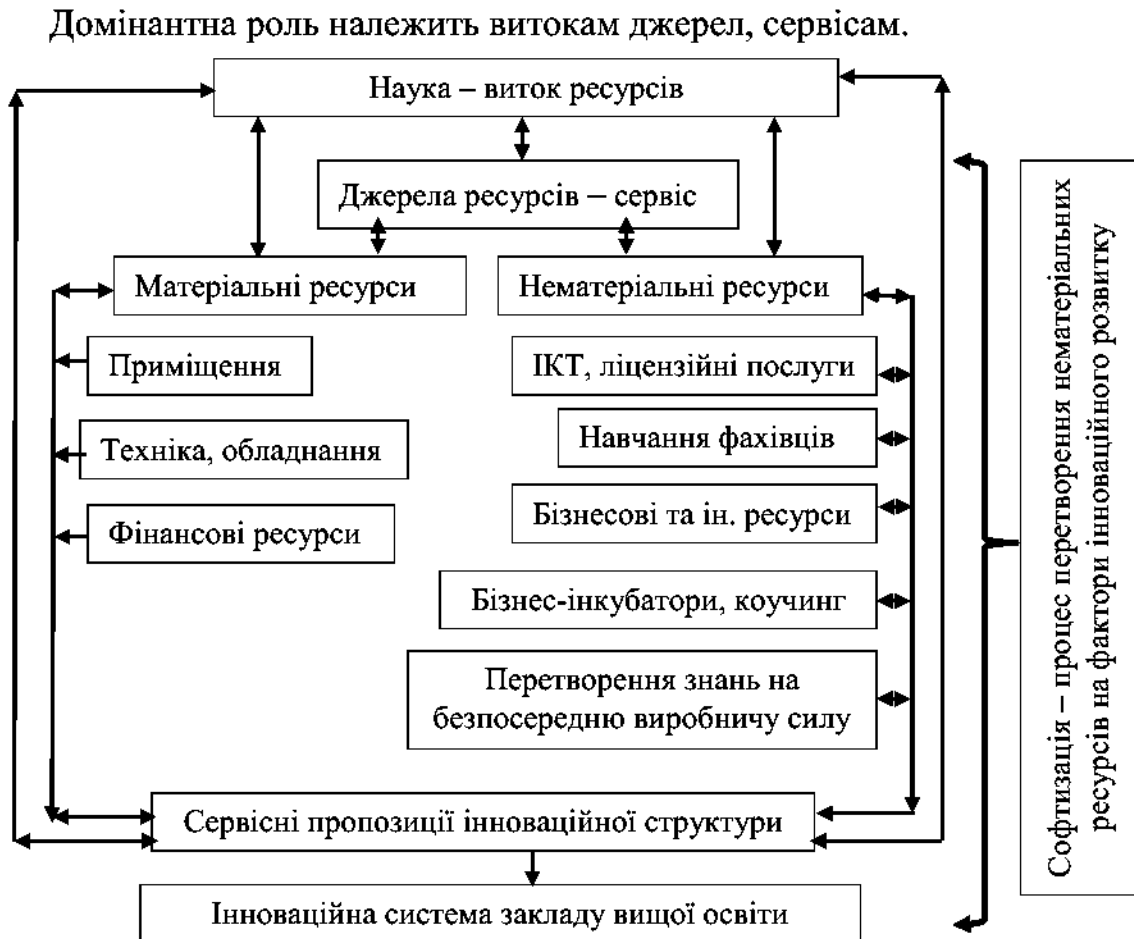 Домінантна роль належить витокам джерел, сервісам.
Наука – виток ресурсів
Джерела ресурсів – сервіс
Матеріальні ресурси
Нематеріальні ресурси
Приміщення
ІКТ, ліцензійні послуги
Техніка, обладнання
Навчання фахівців
Фінансові ресурси
Бізнесові та ін. ресурси
Бізнес-інкубатори, коучинг
Перетворення знань на
безпосередню виробничу силу
Сервісні пропозиції інноваційної структури
Інноваційна система закладу вищої освіти
Софтизація – процес перетворення нематеріальних
ресурсів на фактори інноваційного розвитку